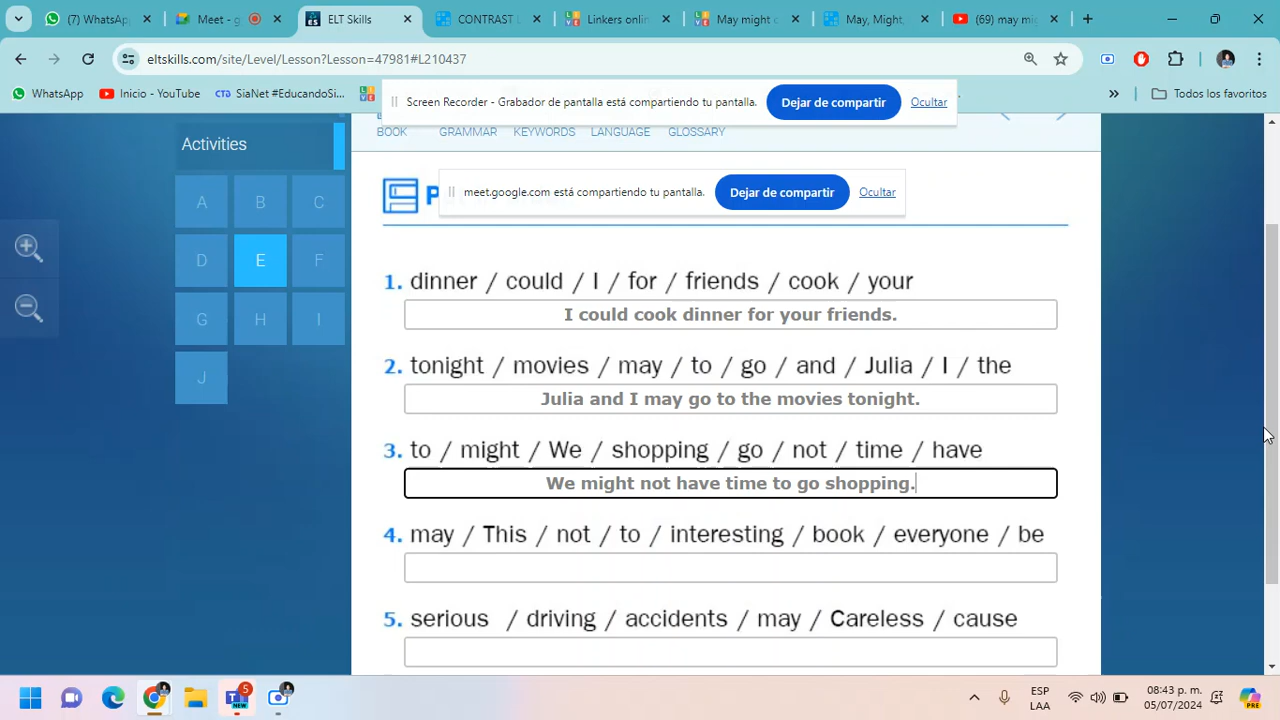 (7) WhatsApp
Meet - g
ELT Skills
CONTRAST L
Linkers onlin
May might c
May, Might,
(69) may mig
eltskills.com/site/Level/Lesson?Lesson=47981#L210437
WhatsApp
Inicio - YouTube
CTA SiaNet #EducandoSi...
Todos los favoritos
Screen Recorder - Grabador de pantalla está compartiendo tu pantalla.
Dejar de compartir
Ocultar
BOOK
GRAMMAR
KEYWORDS
LANGUAGE
GLOSSARY
Activities
A
B
C
D
E
F
G
H
I
J
meet.google.com está compartiendo tu pantalla.
Dejar de compartir
Ocultar
1. dinner / could / I / for / friends / cook / your
I could cook dinner for your friends.
2. tonight / movies / may / to / go / and / Julia / I / the
Julia and I may go to the movies tonight.
3. to / might / We / shopping / go / not / time / have
We might not have time to go shopping.
4. may / This / not / to / interesting / book / everyone / be
5. serious / driving / accidents / may / Careless / cause
5
NEW
ESP
LAA
08:43 p. m.
05/07/2024
PRE